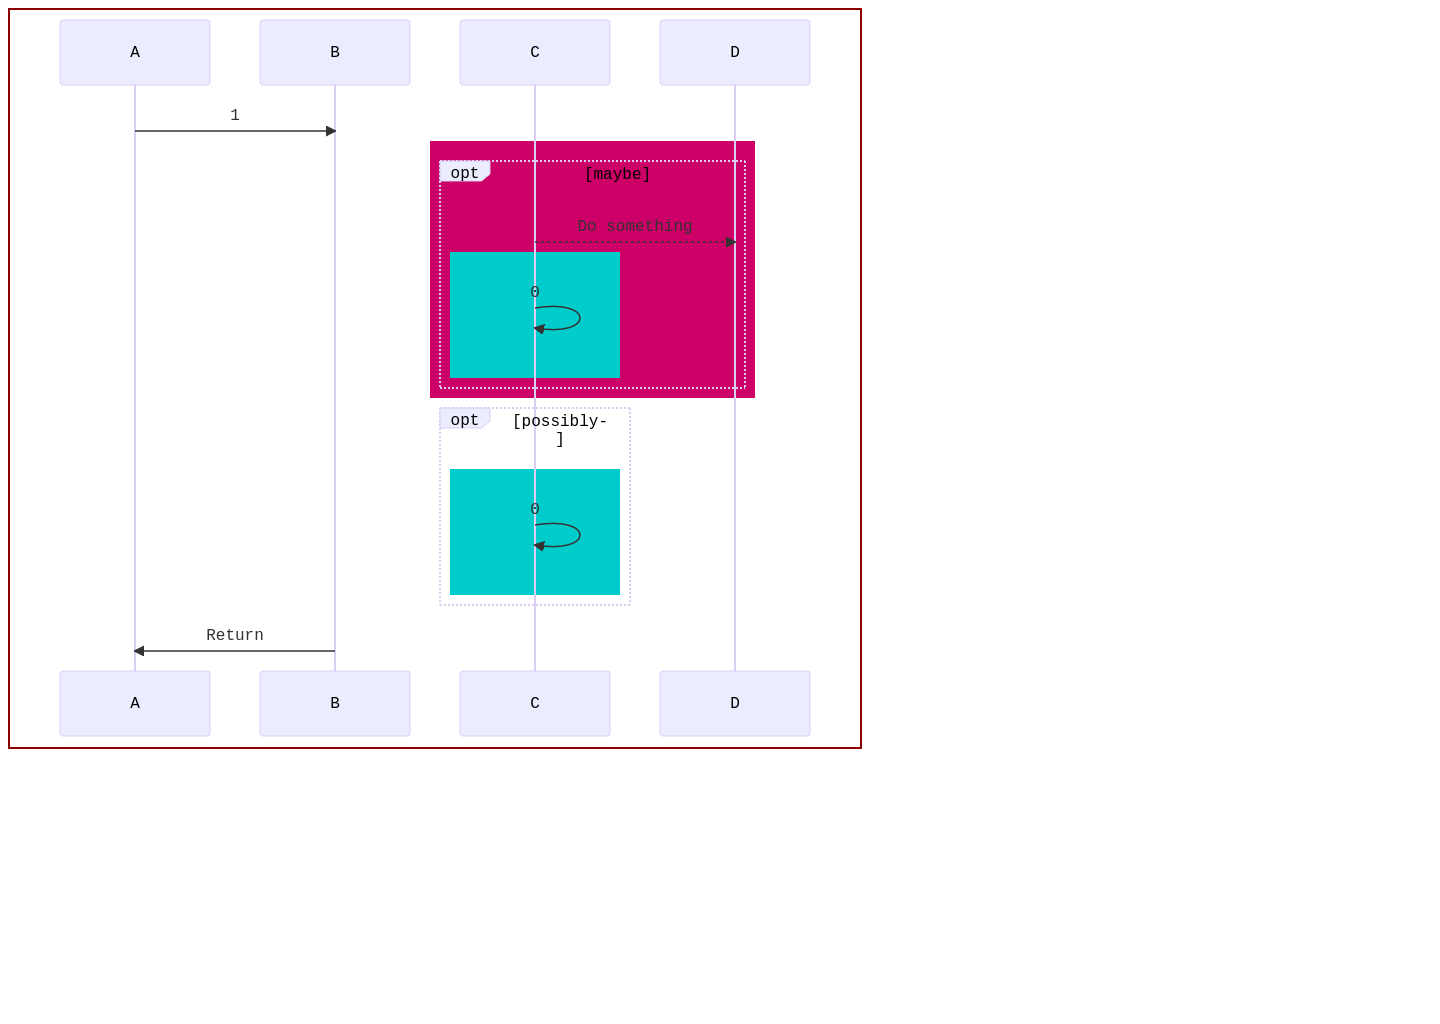 A
B
C
D
1
opt
[maybe]
Do something
0
opt
[possibly-
]
0
Return
A
B
C
D